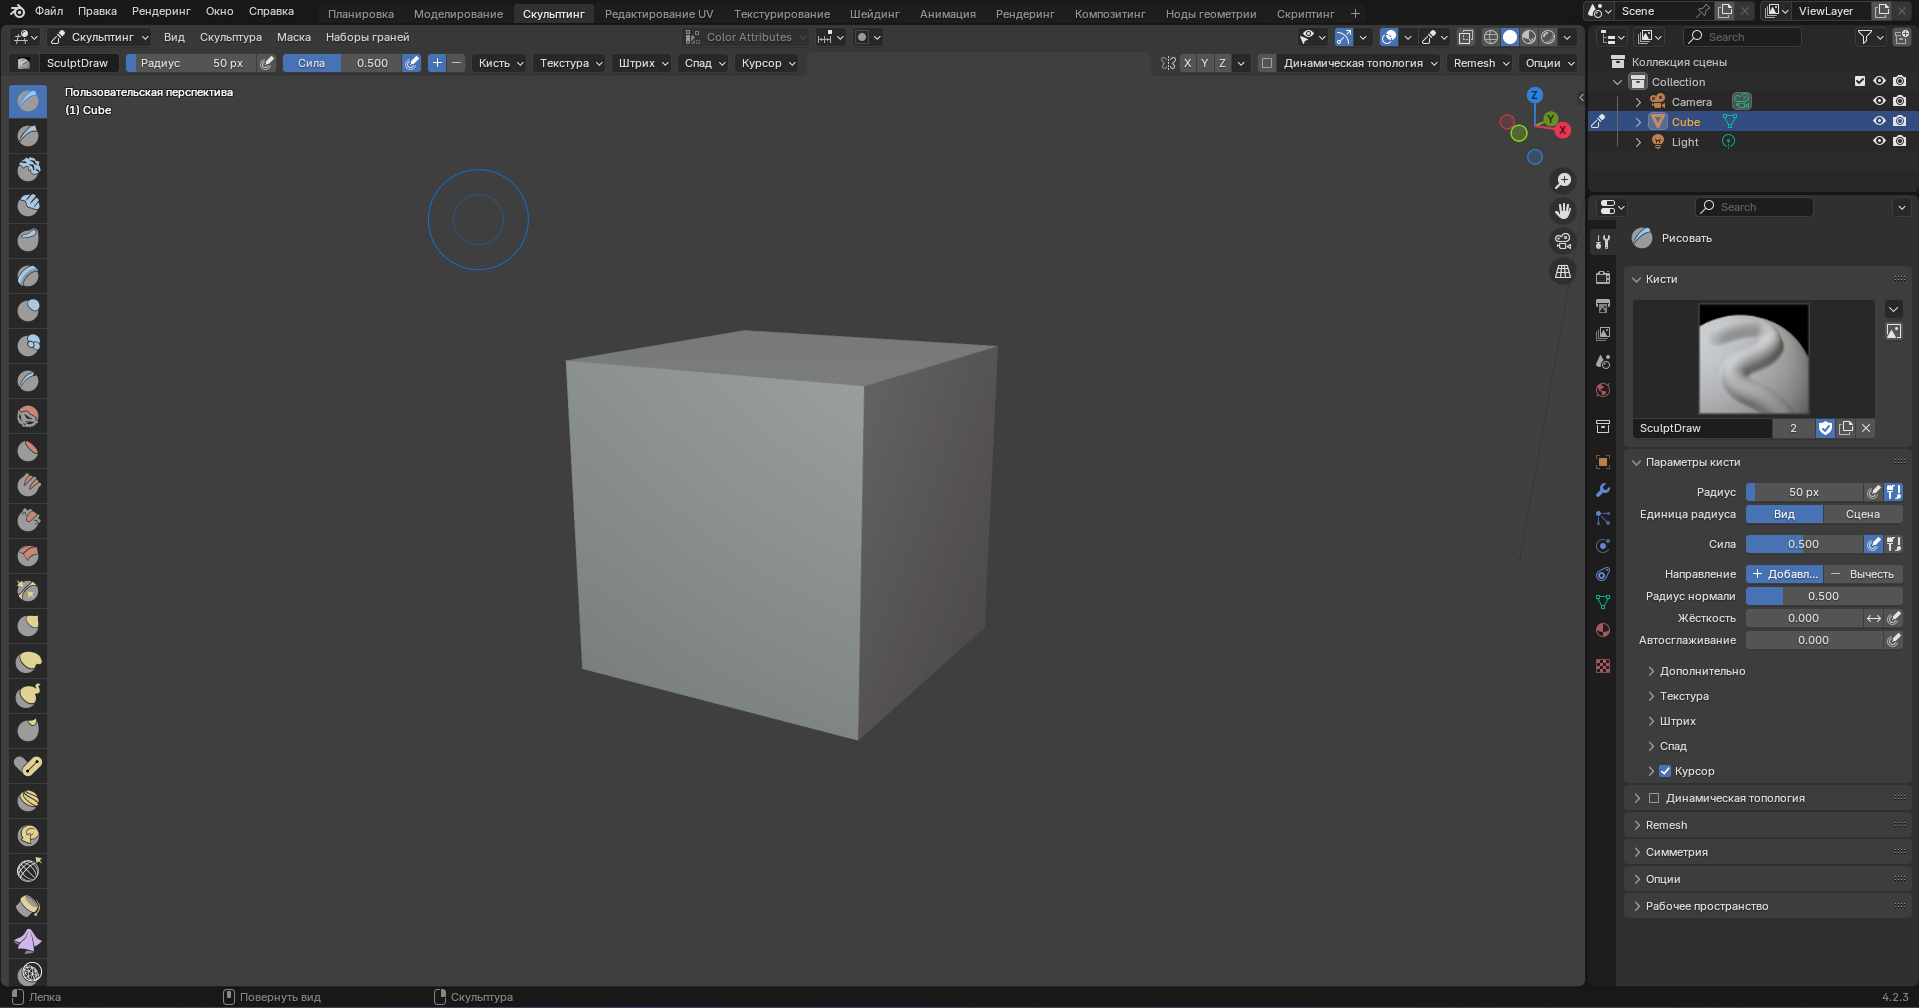 Файл Правка Рендеринг Окно Справка Планировка Моделирование Скульптинг Редактирование UV Текстурирование Шейдинг Анимация Рендеринг Композитинг Ноды геометрии Скриптинг + Scene ViewLayer
Скульптинг Вид Скульптура Маска Наборы граней Color Attributes Search
SculptDraw Радиус 50 px Сила 0.500 + − Кисть Текстура Штрих Спад Курсор X Y Z Динамическая топология Remesh Опции
Пользовательская перспектива
(1) Cube
Z
Y
X
Коллекция сцены
Collection
Camera
Cube
Light
Search
Рисовать
Кисти
SculptDraw 2
Параметры кисти
Радиус 50 px
Единица радиуса Вид Сцена
Сила 0.500
Направление + Добавл... − Вычесть
Радиус нормали 0.500
Жёсткость 0.000
Автосглаживание 0.000
Дополнительно
Текстура
Штрих
Спад
Курсор
Динамическая топология
Remesh
Симметрия
Опции
Рабочее пространство
Лепка Повернуть вид Скульптура 4.2.3